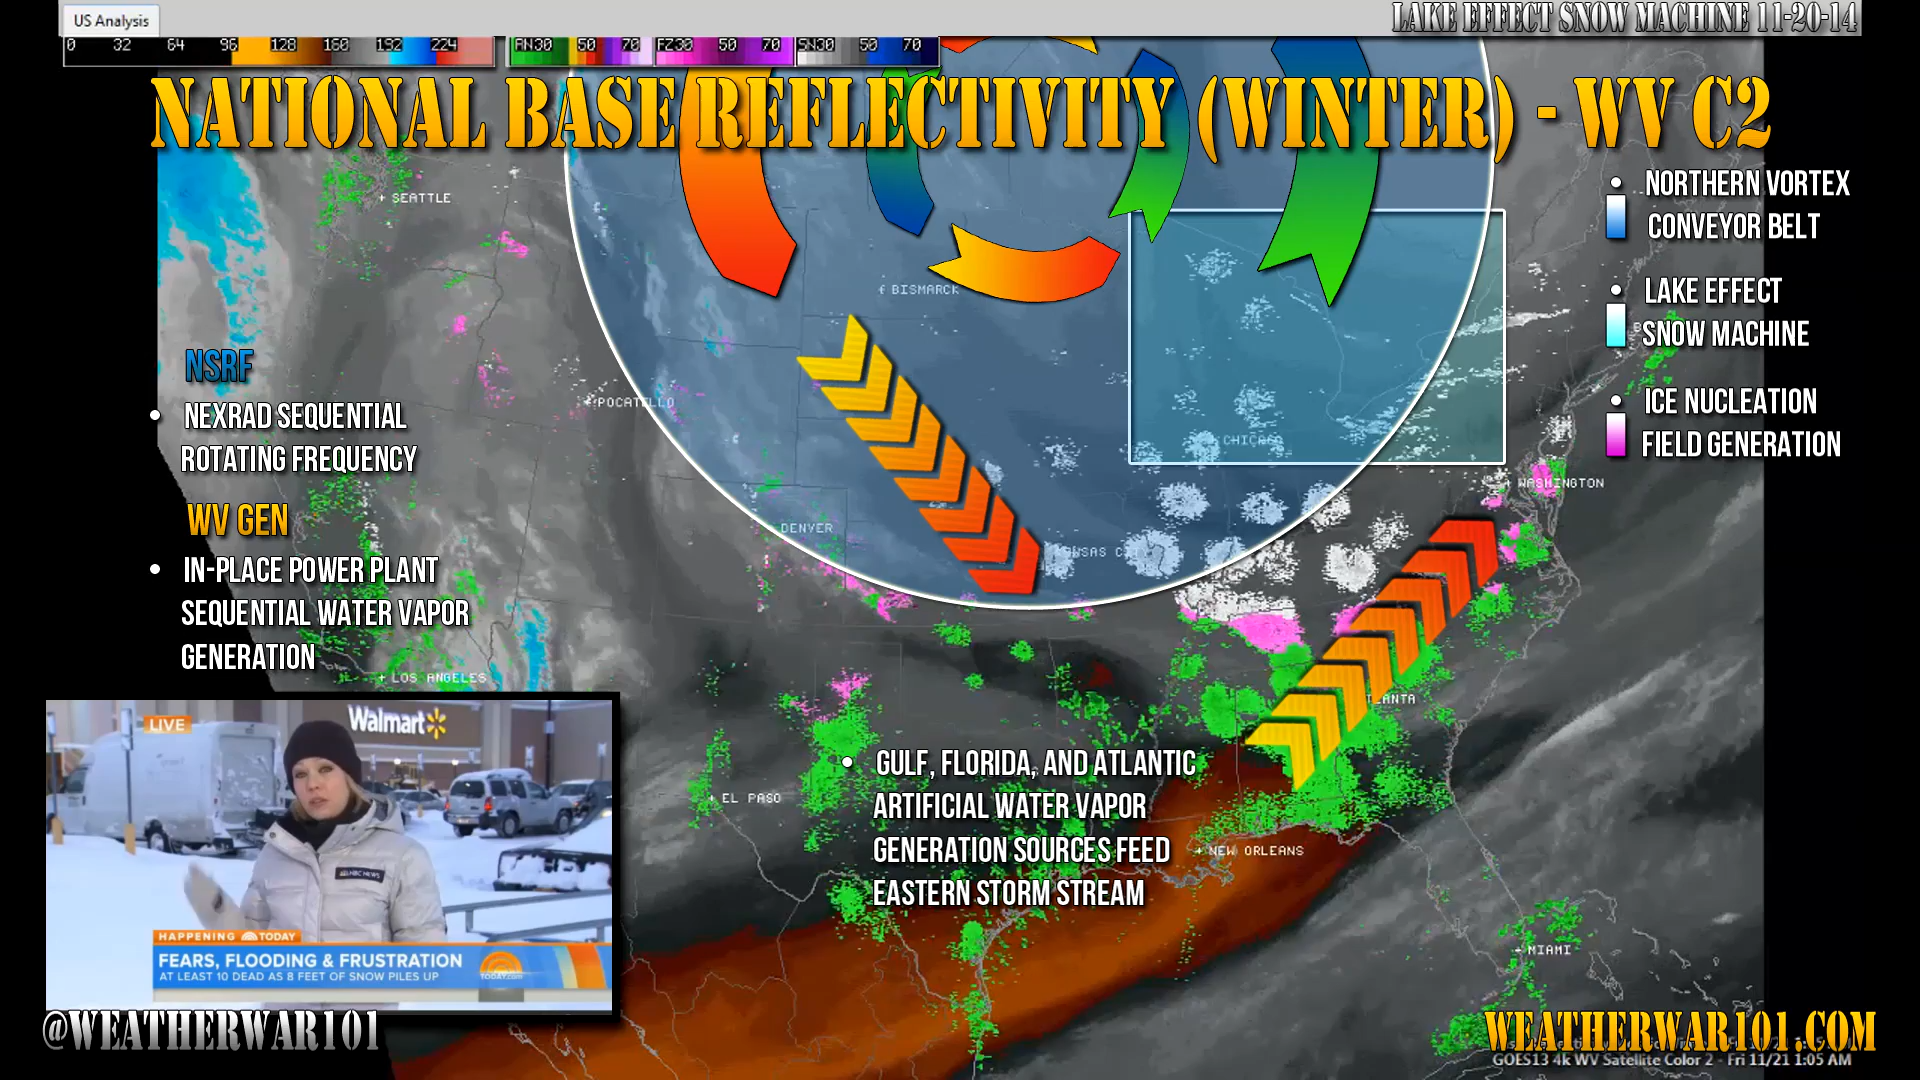 US Analysis
LAKE EFFECT SNOW MACHINE 11-20-14
0 32 64 96 128 160 192 224
RN30 50 70 FZ30 50 70 SN30 50 70
NATIONAL BASE REFLECTIVITY (WINTER) - WV C2
• NORTHERN VORTEX
CONVEYOR BELT
• LAKE EFFECT
SNOW MACHINE
• ICE NUCLEATION
FIELD GENERATION
SEATTLE
BISMARCK
POCATELLO
CHICAGO
WASHINGTON
DENVER
LOS ANGELES
EL PASO
NEW ORLEANS
MIAMI
NSRF
• NEXRAD SEQUENTIAL
ROTATING FREQUENCY
WV GEN
• IN-PLACE POWER PLANT
SEQUENTIAL WATER VAPOR
GENERATION
• GULF, FLORIDA, AND ATLANTIC
ARTIFICIAL WATER VAPOR
GENERATION SOURCES FEED
EASTERN STORM STREAM
LIVE
Walmart
NBC NEWS
HAPPENING TODAY
FEARS, FLOODING & FRUSTRATION
AT LEAST 10 DEAD AS 8 FEET OF SNOW PILES UP
TODAY.com
@WEATHERWAR101
WEATHERWAR101.COM
GOES13 4k WV Satellite Color 2 - Fri 11/21 1:05 AM